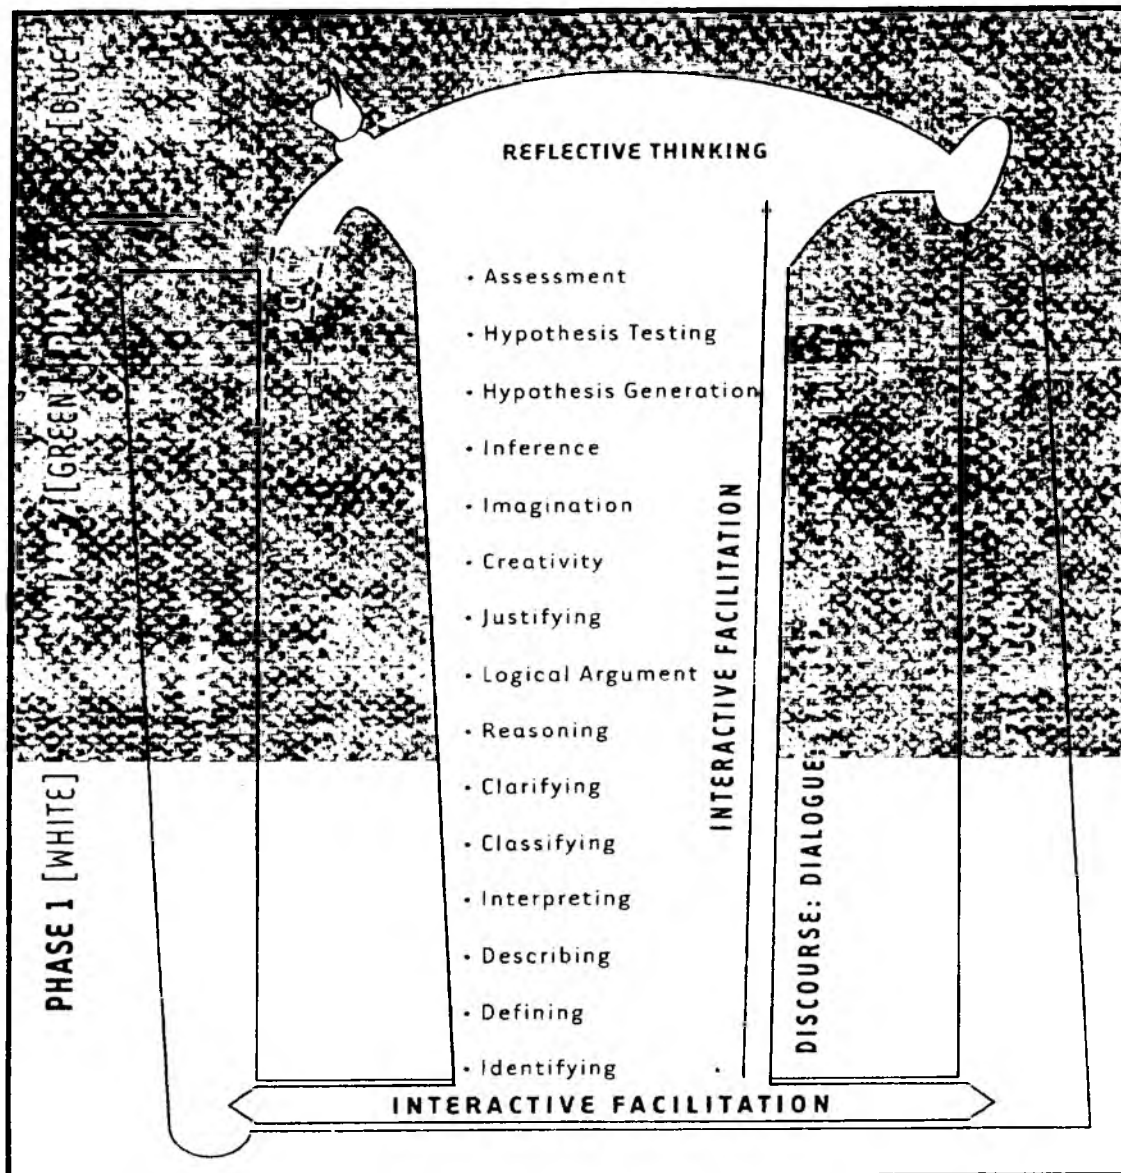 REFLECTIVE THINKING
• Assessment
• Hypothesis Testing
• Hypothesis Generation
• Inference
• Imagination
• Creativity
• Justifying
• Logical Argument
• Reasoning
• Clarifying
• Classifying
• Interpreting
• Describing
• Defining
• Identifying
INTERACTIVE FACILITATION
INTERACTIVE FACILITATION
DISCOURSE: DIALOGUE:
PHASE 1 [WHITE]
[GREEN]
[BLUE]